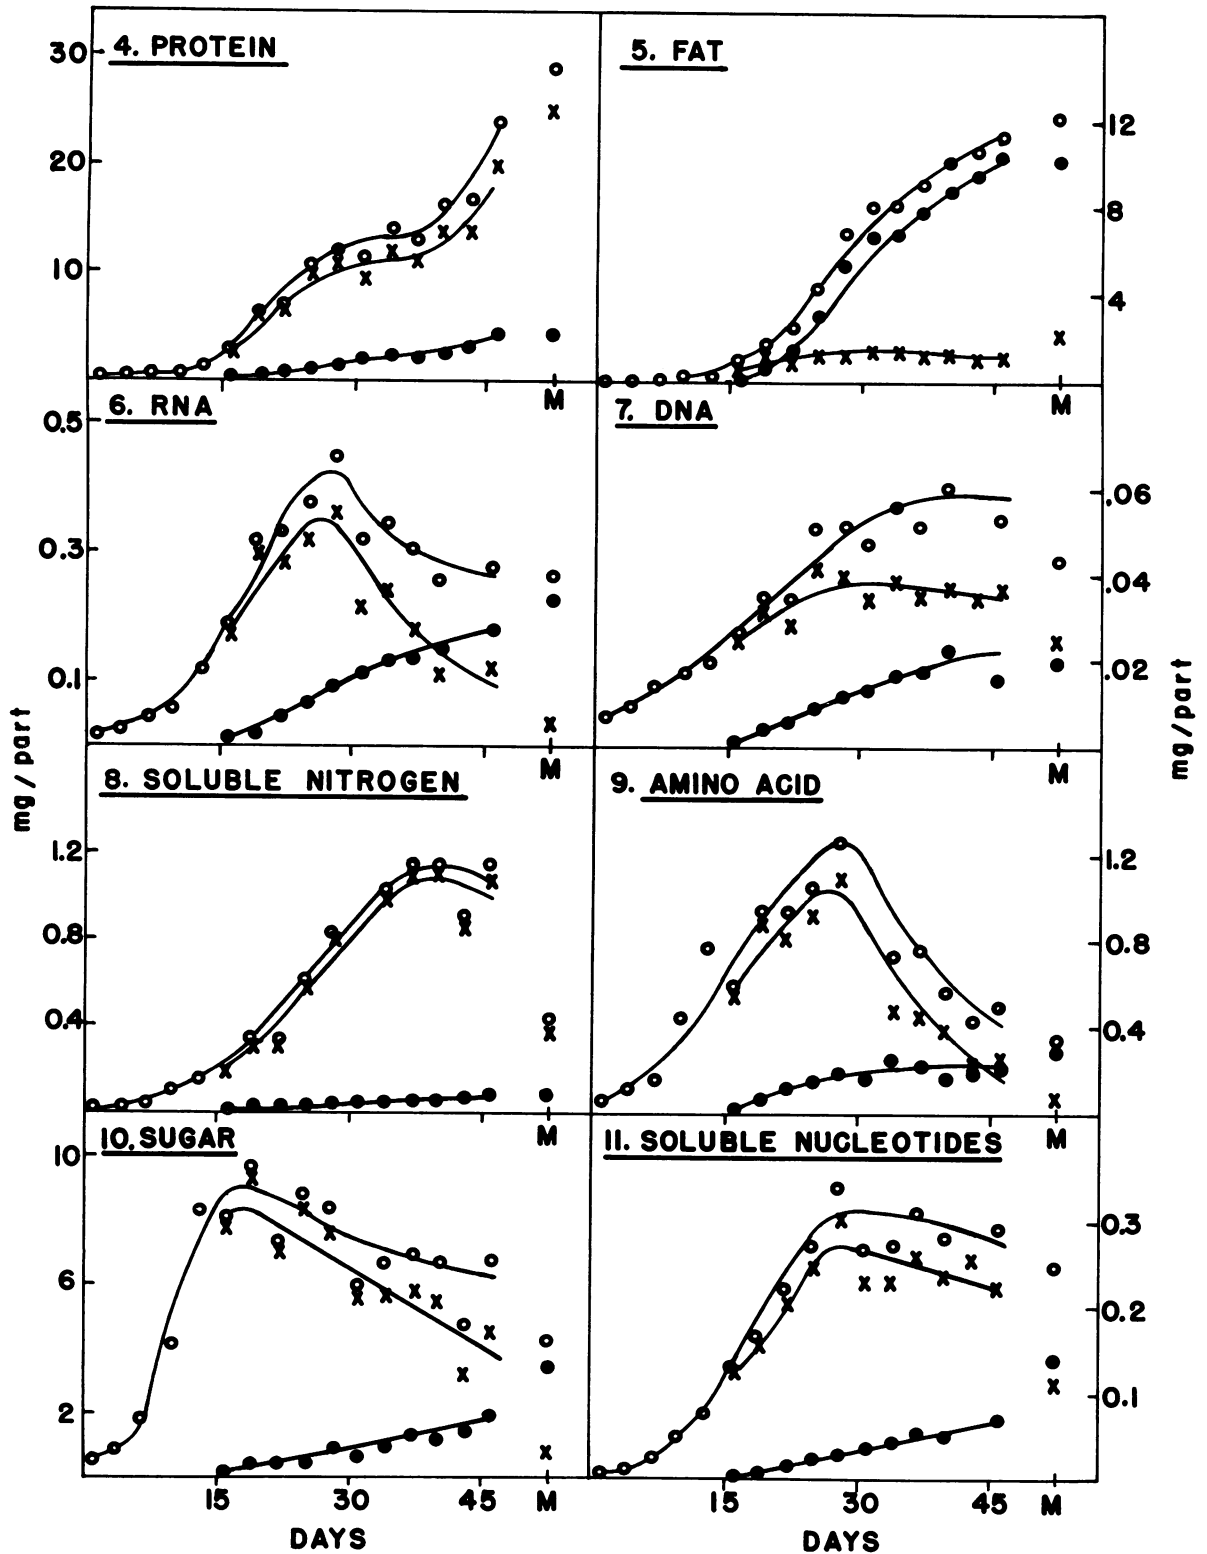 4. PROTEIN
5. FAT
30
20
10
12
8
4
M
M
6. RNA
7. DNA
0.5
0.3
0.1
.06
.04
.02
mg/part
mg/part
M
M
8. SOLUBLE NITROGEN
9. AMINO ACID
1.2
0.8
0.4
1.2
0.8
0.4
M
M
10. SUGAR
11. SOLUBLE NUCLEOTIDES
10
6
2
0.3
0.2
0.1
15 30 45 M
15 30 45 M
DAYS
DAYS